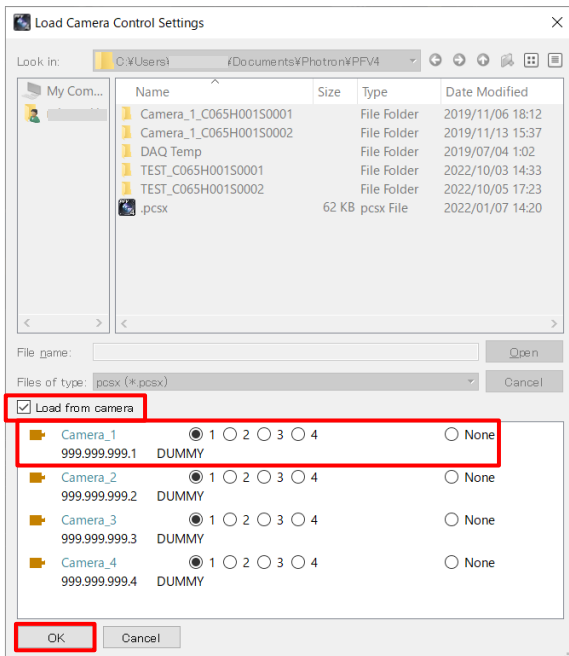 Load Camera Control Settings
Look in: C:¥Users¥ /Documents¥Photron¥PFV4
My Com...
Name Size Type Date Modified
Camera_1_C065H001S0001 File Folder 2019/11/06 18:12
Camera_1_C065H001S0002 File Folder 2019/11/13 15:37
DAQ Temp File Folder 2019/07/04 1:02
TEST_C065H001S0001 File Folder 2022/10/03 14:33
TEST_C065H001S0002 File Folder 2022/10/05 17:23
.pcsx 62 KB pcsx File 2022/01/07 14:20
File name: Open
Files of type: pcsx (*.pcsx) Cancel
Load from camera
Camera_1 1 2 3 4 None
999.999.999.1 DUMMY
Camera_2 1 2 3 4 None
999.999.999.2 DUMMY
Camera_3 1 2 3 4 None
999.999.999.3 DUMMY
Camera_4 1 2 3 4 None
999.999.999.4 DUMMY
OK Cancel